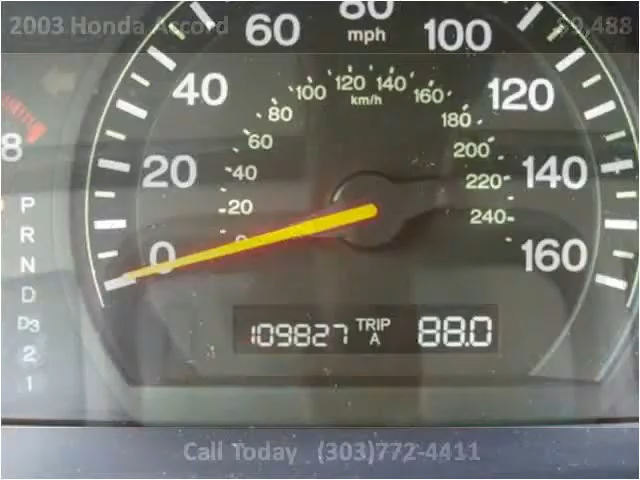 2003 Honda Accord $9,488
80
60 mph 100
40 120
20 140
0 160
100 120 140 160
80 km/h 180
60 200
40 220
20 240
0
8
P
R
N
D
D3
2
1
109827 TRIP A 88.0
Call Today (303)772-4411